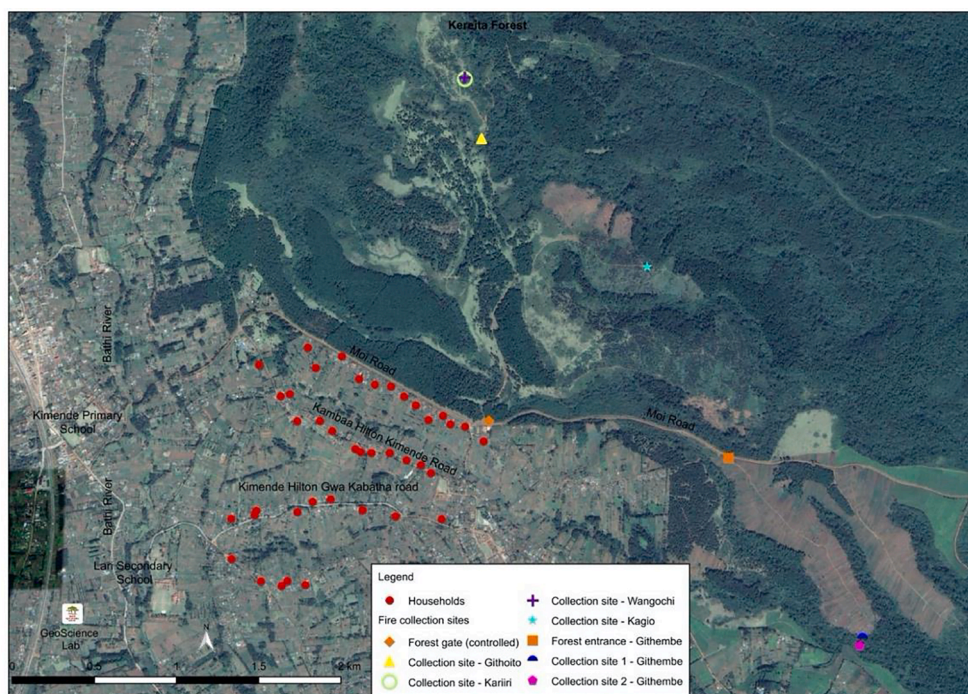 Kereita Forest
Bathi River
Moi Road
Kimende Primary
School
Kambaa Hilton Kimende Road
Moi Road
Kimende Hilton Gwa Kabatha road
Bathi River
Lari Secondary
School
GeoScience
Lab
0 0.5 1 2 km
Legend
Households
Fire collection sites
Forest gate (controlled)
Collection site - Githoito
Collection site - Kariiri
Collection site - Wangochi
Collection site - Kagio
Forest entrance - Githembe
Collection site 1 - Githembe
Collection site 2 - Githembe